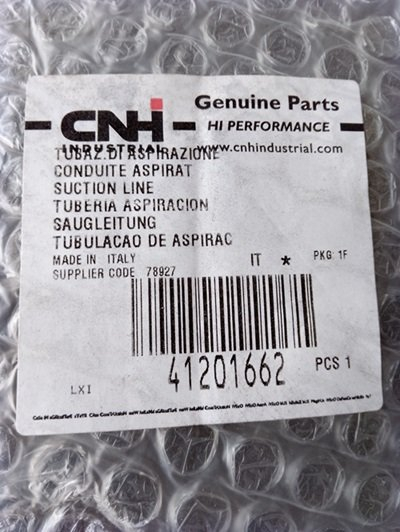 CNH
INDUSTRIAL
Genuine Parts
HI PERFORMANCE
www.cnhindustrial.com
TUBAZ.DI ASPIRAZIONE
CONDUITE ASPIRAT
SUCTION LINE
TUBERIA ASPIRACION
SAUGLEITUNG
TUBULACAO DE ASPIRAC
MADE IN ITALY IT * PKG: 1F
SUPPLIER CODE 78927
41201662 PCS 1
LXI